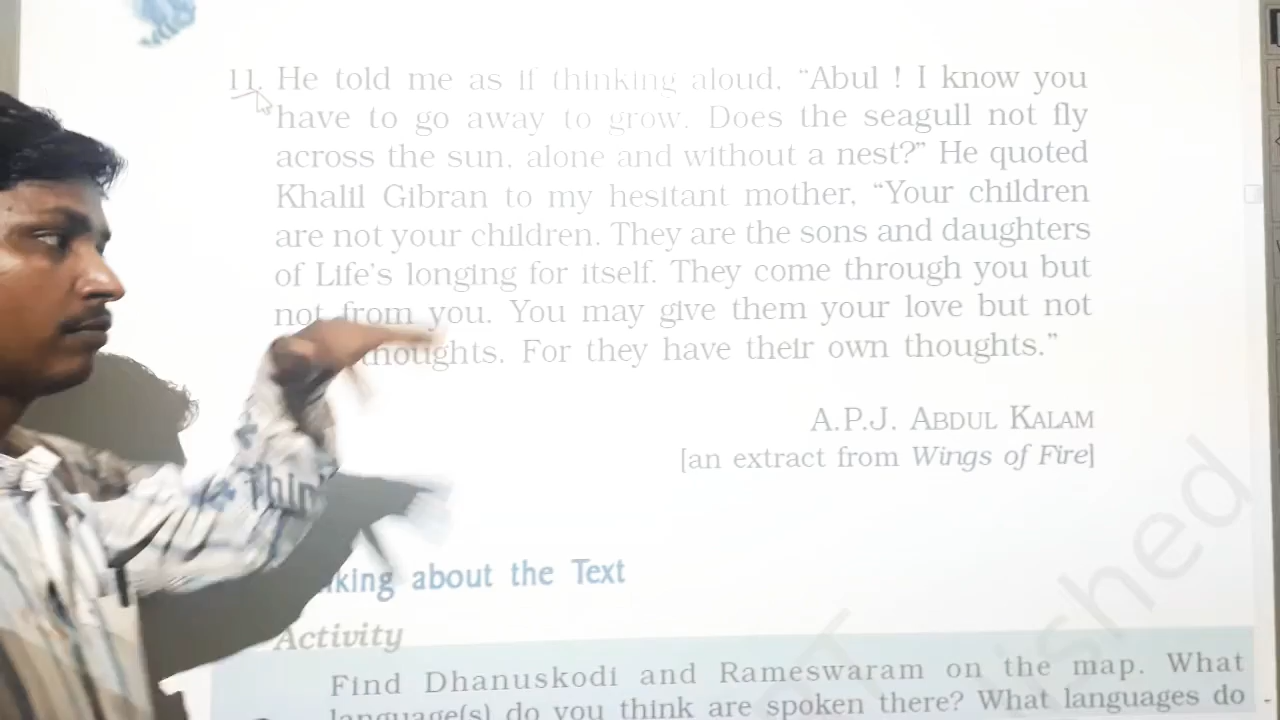 11. He told me as if thinking aloud, “Abul ! I know you
have to go away to grow. Does the seagull not fly
across the sun, alone and without a nest?” He quoted
Khalil Gibran to my hesitant mother, “Your children
are not your children. They are the sons and daughters
of Life’s longing for itself. They come through you but
not from you. You may give them your love but not
thoughts. For they have their own thoughts.”
A.P.J. ABDUL KALAM
[an extract from Wings of Fire]
Thinking about the Text
Activity
Find Dhanuskodi and Rameswaram on the map. What
language(s) do you think are spoken there? What languages do